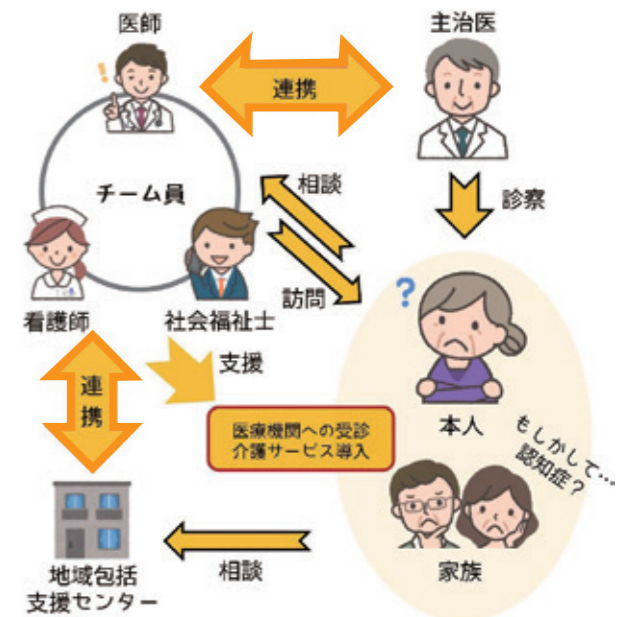 医師
主治医
連携
チーム員
相談
診察
訪問
看護師
社会福祉士
支援
連携
医療機関への受診
介護サービス導入
本人
もしかして…
認知症?
家族
相談
地域包括
支援センター